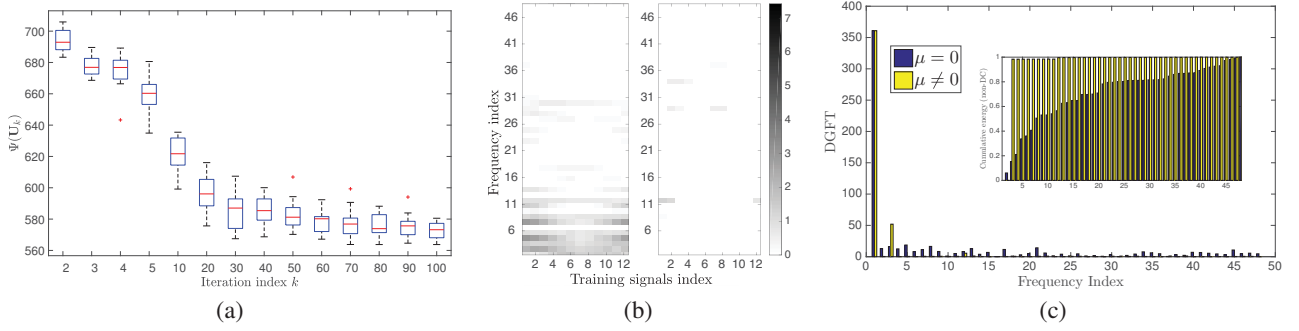 700
680
660
640
620
600
580
560
Ψ(U_k)
2 3 4 5 10 20 30 40 50 60 70 80 90 100
Iteration index k
(a)
46
41
36
31
26
21
16
11
6
Frequency index
2 4 6 8 10 12
2 4 6 8 10 12
Training signals index
7
6
5
4
3
2
1
0
(b)
400
350
300
250
200
150
100
50
0
DGFT
μ = 0
μ ≠ 0
1
0.8
0.6
0.4
0.2
0
Cumulative energy (non-DC)
5 10 15 20 25 30 35 40 45
0 5 10 15 20 25 30 35 40 45 50
Frequency Index
(c)